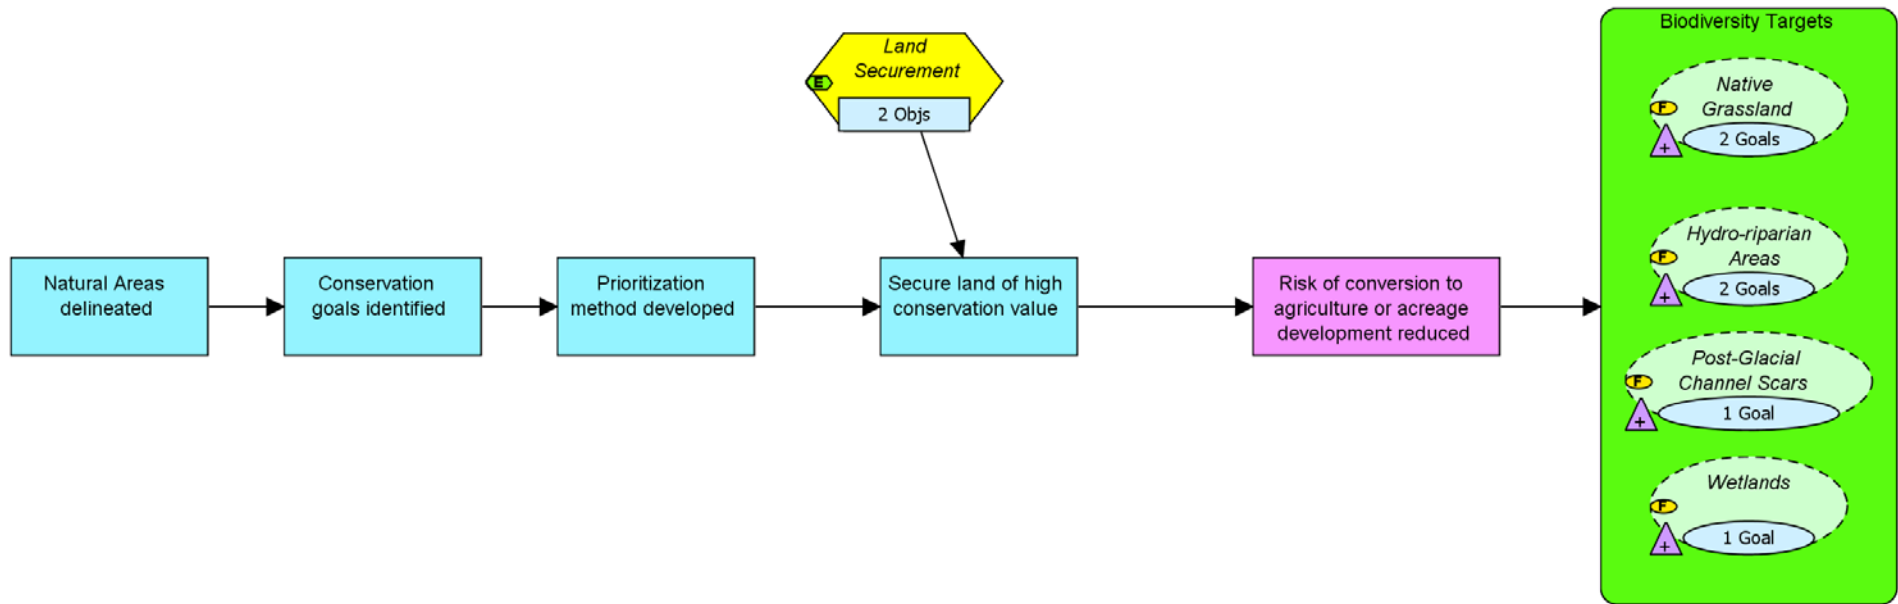 Biodiversity Targets
Land
Securement
E
2 Objs
Native
Grassland
F
+
2 Goals
Hydro-riparian
Areas
F
+
2 Goals
Natural Areas
delineated
Conservation
goals identified
Prioritization
method developed
Secure land of high
conservation value
Risk of conversion to
agriculture or acreage
development reduced
Post-Glacial
Channel Scars
F
+
1 Goal
Wetlands
F
+
1 Goal